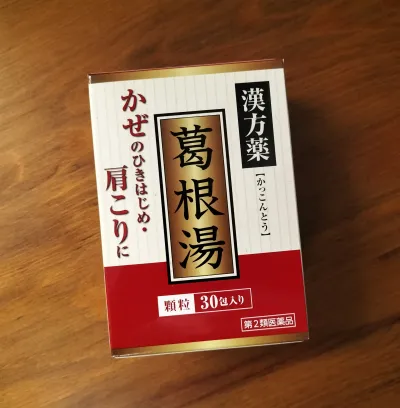 漢方薬
【かっこんとう】
葛根湯
かぜのひきはじめ・
肩こりに
顆粒 30包入り
第2類医薬品